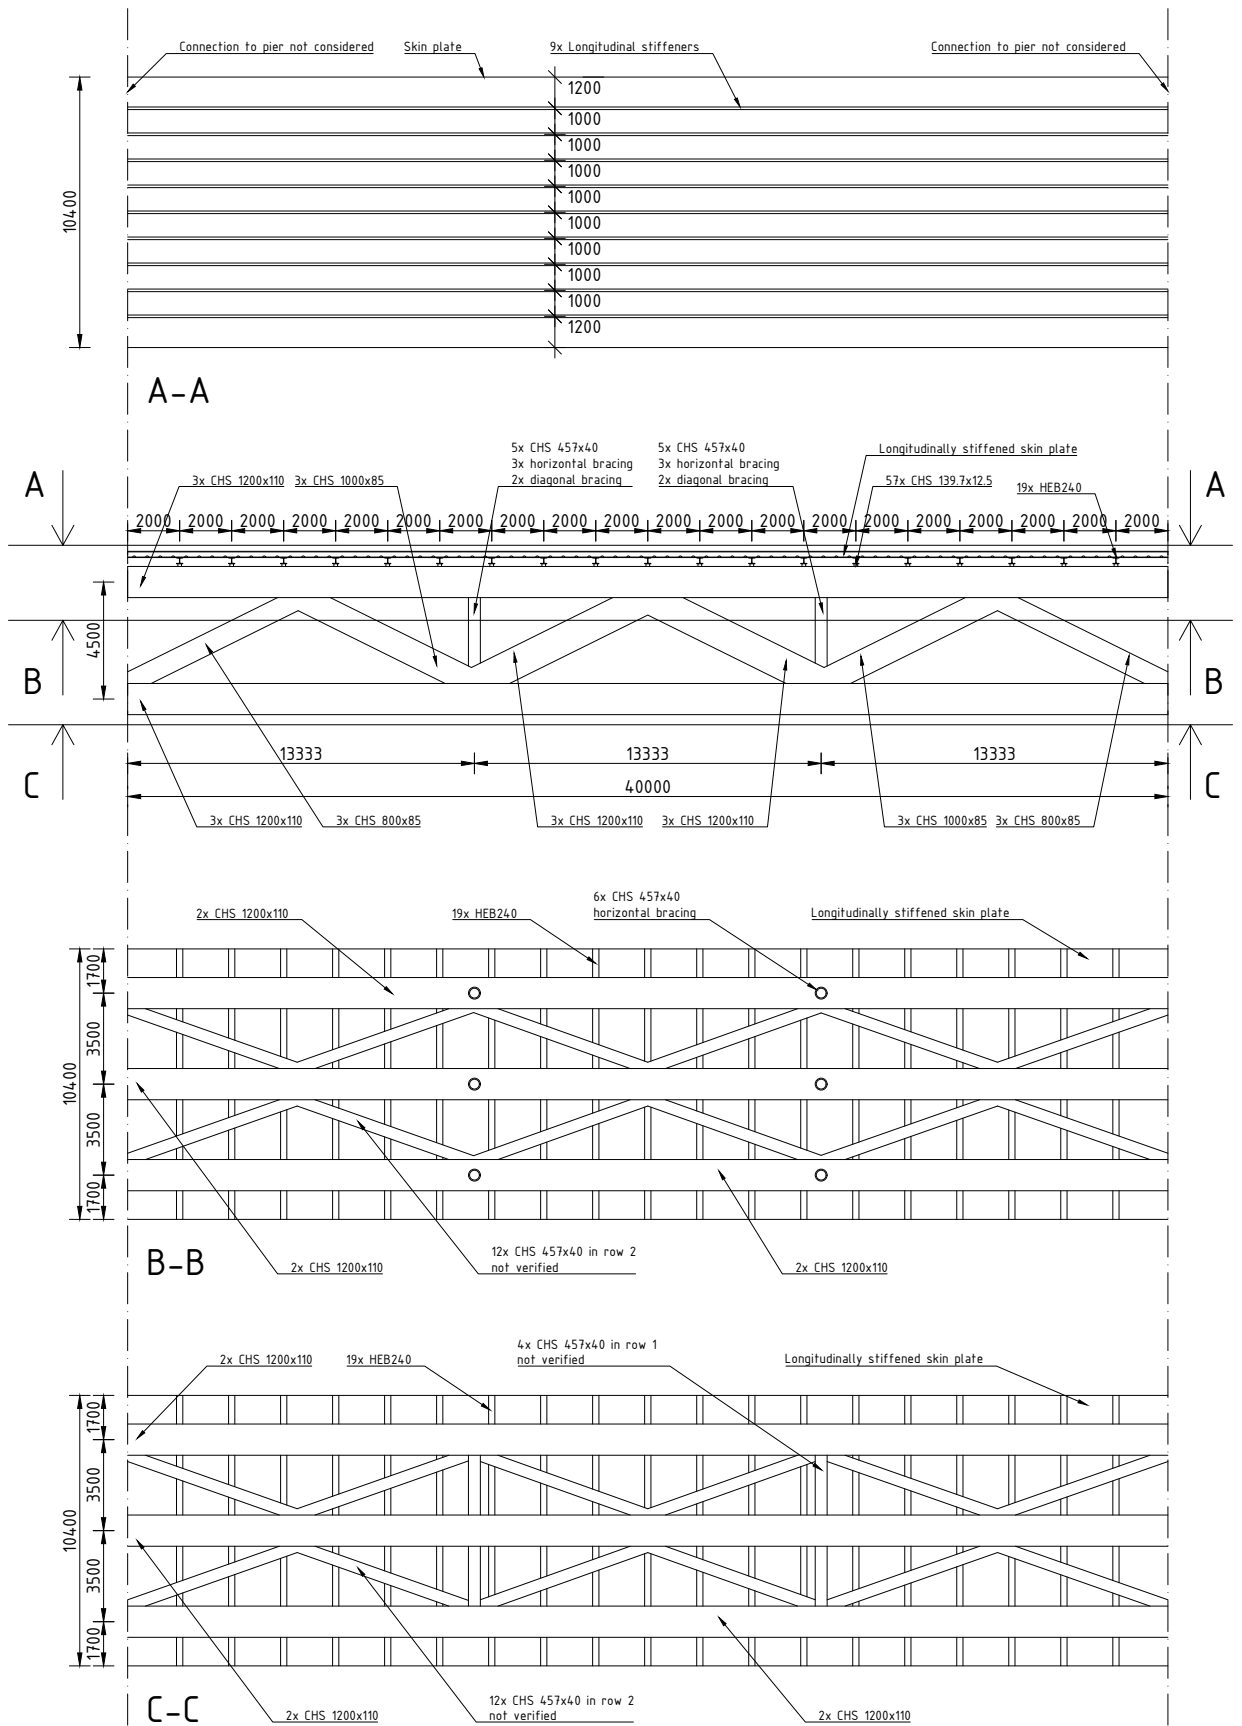 Connection to pier not considered
Skin plate
9x Longitudinal stiffeners
Connection to pier not considered
1200
1000
1000
1000
1000
1000
1000
1000
1000
1200
10400
A-A
5x CHS 457x40
3x horizontal bracing
2x diagonal bracing
5x CHS 457x40
3x horizontal bracing
2x diagonal bracing
Longitudinally stiffened skin plate
3x CHS 1200x110
3x CHS 1000x85
57x CHS 139.7x12.5
19x HEB240
A
A
2000 2000 2000 2000 2000 2000 2000 2000 2000 2000 2000 2000 2000 2000 2000 2000 2000 2000 2000 2000
4500
B
B
13333
13333
13333
C
C
40000
3x CHS 1200x110
3x CHS 800x85
3x CHS 1200x110
3x CHS 1200x110
3x CHS 1000x85
3x CHS 800x85
6x CHS 457x40
horizontal bracing
2x CHS 1200x110
19x HEB240
Longitudinally stiffened skin plate
1700
3500
10400
3500
1700
B-B
2x CHS 1200x110
12x CHS 457x40 in row 2
not verified
2x CHS 1200x110
4x CHS 457x40 in row 1
not verified
2x CHS 1200x110
19x HEB240
Longitudinally stiffened skin plate
1700
3500
10400
3500
1700
C-C
2x CHS 1200x110
12x CHS 457x40 in row 2
not verified
2x CHS 1200x110